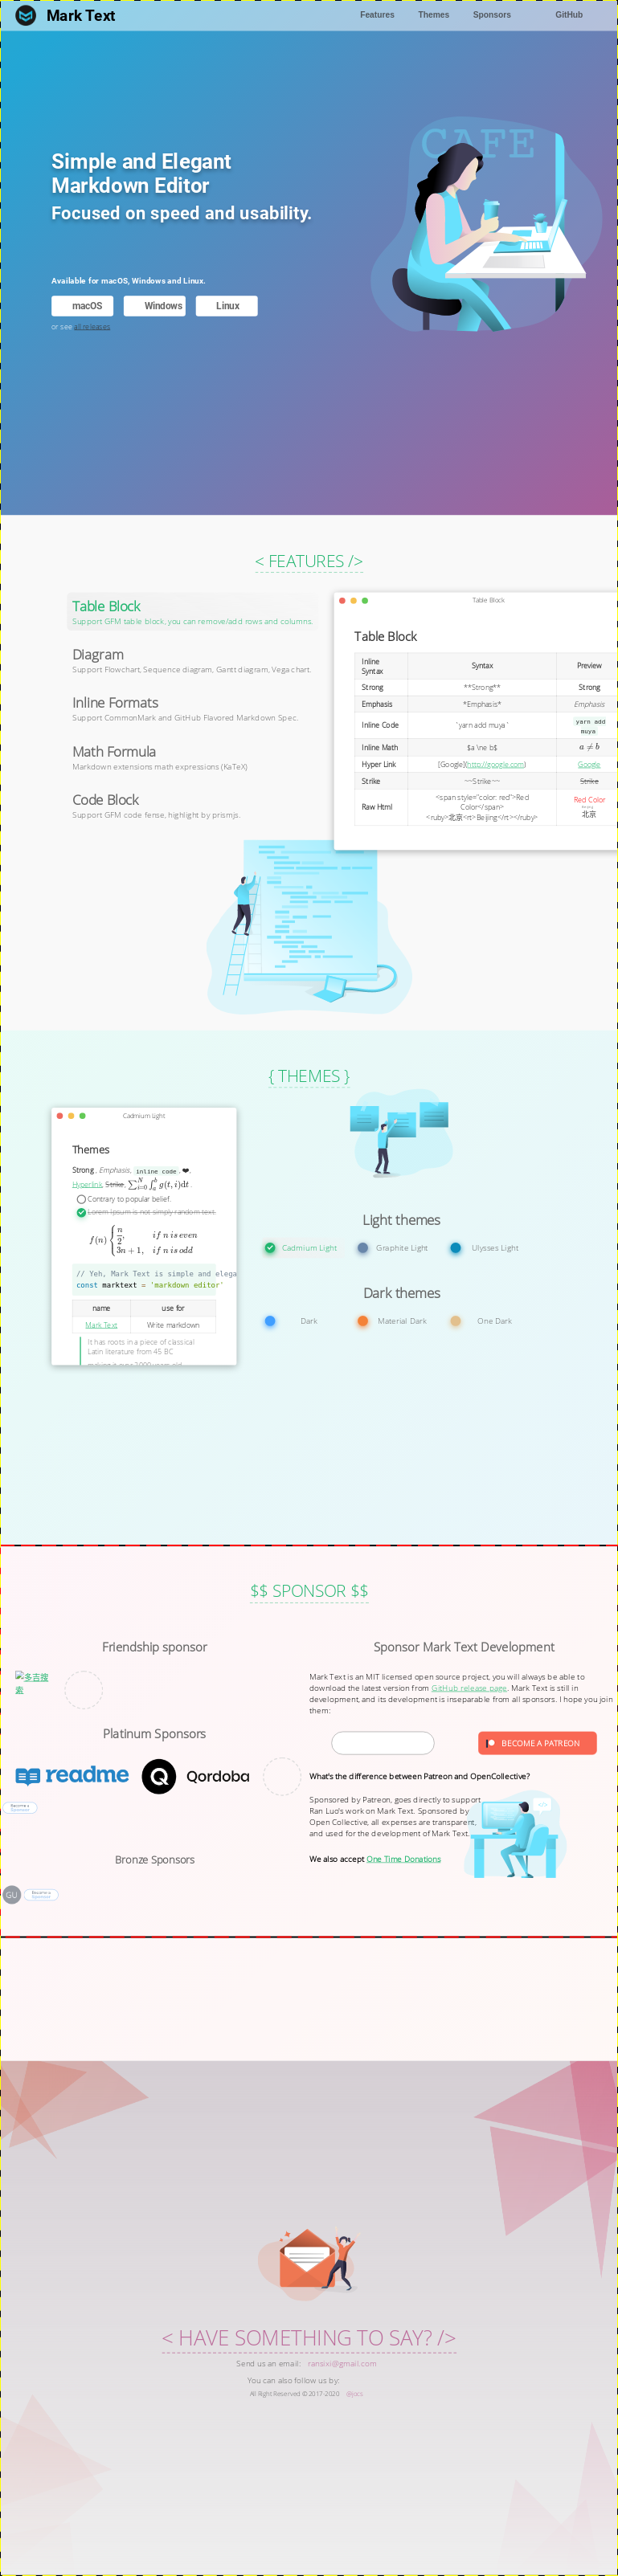 Mark Text
Features
Themes
Sponsors
GitHub
CAFE
Simple and Elegant
Markdown Editor
Focused on speed and usability.
Available for macOS, Windows and Linux.
macOS
Windows
Linux
or see all releases
< FEATURES />
Table Block
Support GFM table block, you can remove/add rows and columns.
Diagram
Support Flowchart, Sequence diagram, Gantt diagram, Vega chart.
Inline Formats
Support CommonMark and GitHub Flavored Markdown Spec.
Math Formula
Markdown extensions math expressions (KaTeX)
Code Block
Support GFM code fense, highlight by prismjs.
Table Block
Table Block
Inline Syntax Syntax Preview
Strong **Strong** Strong
Emphasis *Emphasis* Emphasis
Inline Code `yarn add muya` yarn add muya
Inline Math $a \ne b$ a ≠ b
Hyper Link [Google](http://google.com) Google
Strike ~~Strike~~ Strike
Raw Html <span style="color: red">Red Color</span> <ruby>北京<rt>Beijing</rt></ruby> Red Color Beijing 北京
{ THEMES }
Cadmium Light
Themes
Strong , Emphasis, inline code , ❤️,
Hyperlink, Strike, ∑_{i=0}^{N} ∫_a^b g(t, i)dt .
Contrary to popular belief.
Lorem Ipsum is not simply random text.
f(n) { n/2, if n is even
3n + 1, if n is odd
// Yeh, Mark Text is simple and elega
const marktext = 'markdown editor'
name use for
Mark Text Write markdown
It has roots in a piece of classical
Latin literature from 45 BC
Light themes
Cadmium Light
Graphite Light
Ulysses Light
Dark themes
Dark
Material Dark
One Dark
$$ SPONSOR $$
Friendship sponsor
多吉搜
索
Platinum Sponsors
readme
Qordoba
Become a
Sponsor
Bronze Sponsors
GU
Become a
Sponsor
Sponsor Mark Text Development
Mark Text is an MIT licensed open source project, you will always be able to
download the latest version from GitHub release page. Mark Text is still in
development, and its development is inseparable from all sponsors. I hope you join
them:
BECOME A PATREON
What's the difference between Patreon and OpenCollective?
Sponsored by Patreon, goes directly to support
Ran Luo's work on Mark Text. Sponsored by
Open Collective, all expenses are transparent,
and used for the development of Mark Text.
We also accept One Time Donations
< HAVE SOMETHING TO SAY? />
Send us an email: ransixi@gmail.com
You can also follow us by:
All Right Reserved ©2017-2020 @jocs